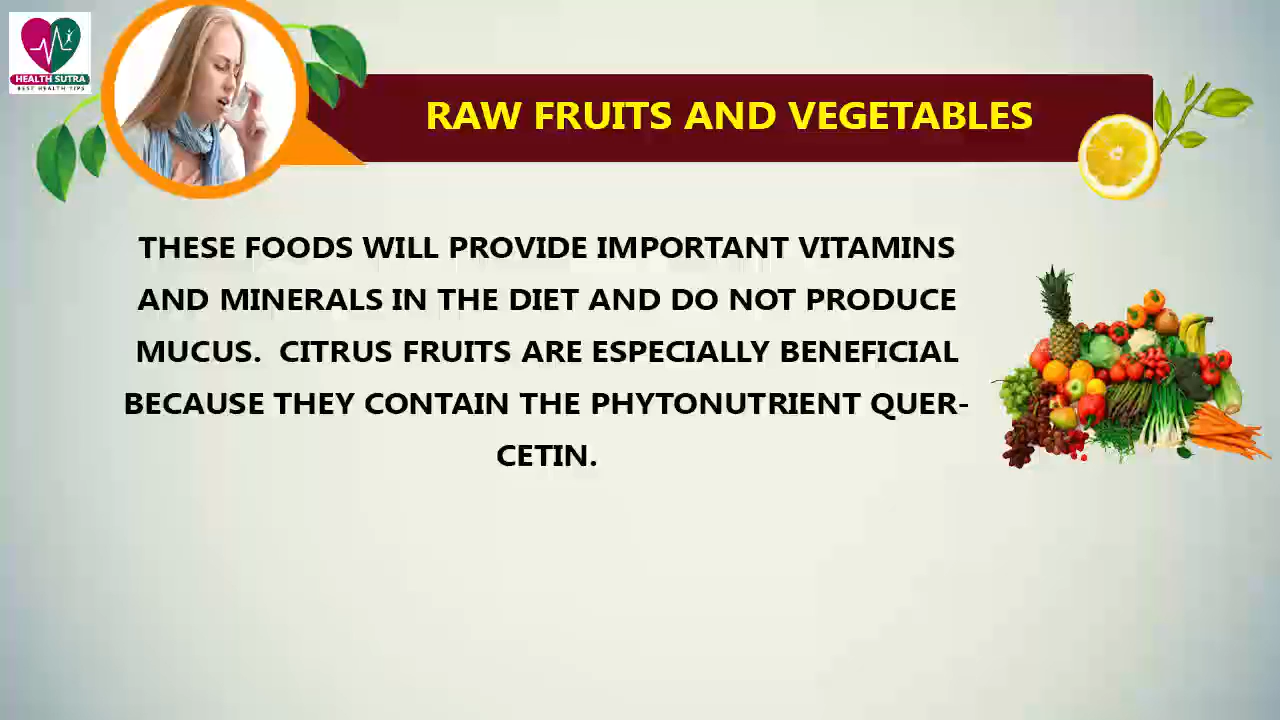 HEALTH SUTRA
BEST HEALTH TIPS
RAW FRUITS AND VEGETABLES
THESE FOODS WILL PROVIDE IMPORTANT VITAMINS
AND MINERALS IN THE DIET AND DO NOT PRODUCE
MUCUS.  CITRUS FRUITS ARE ESPECIALLY BENEFICIAL
BECAUSE THEY CONTAIN THE PHYTONUTRIENT QUER-
CETIN.